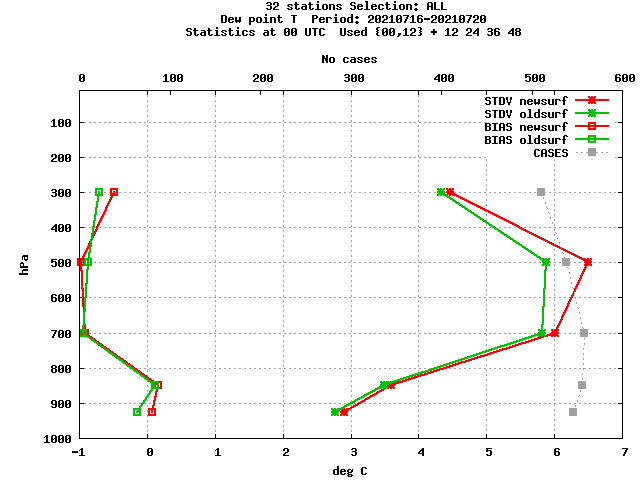 32 stations Selection: ALL
Dew point T  Period: 20210716-20210720
Statistics at 00 UTC  Used {00,12} + 12 24 36 48
No cases
0 100 200 300 400 500 600
STDV newsurf
STDV oldsurf
BIAS newsurf
BIAS oldsurf
CASES
100
200
300
400
500
600
700
800
900
1000
hPa
-1 0 1 2 3 4 5 6 7
deg C